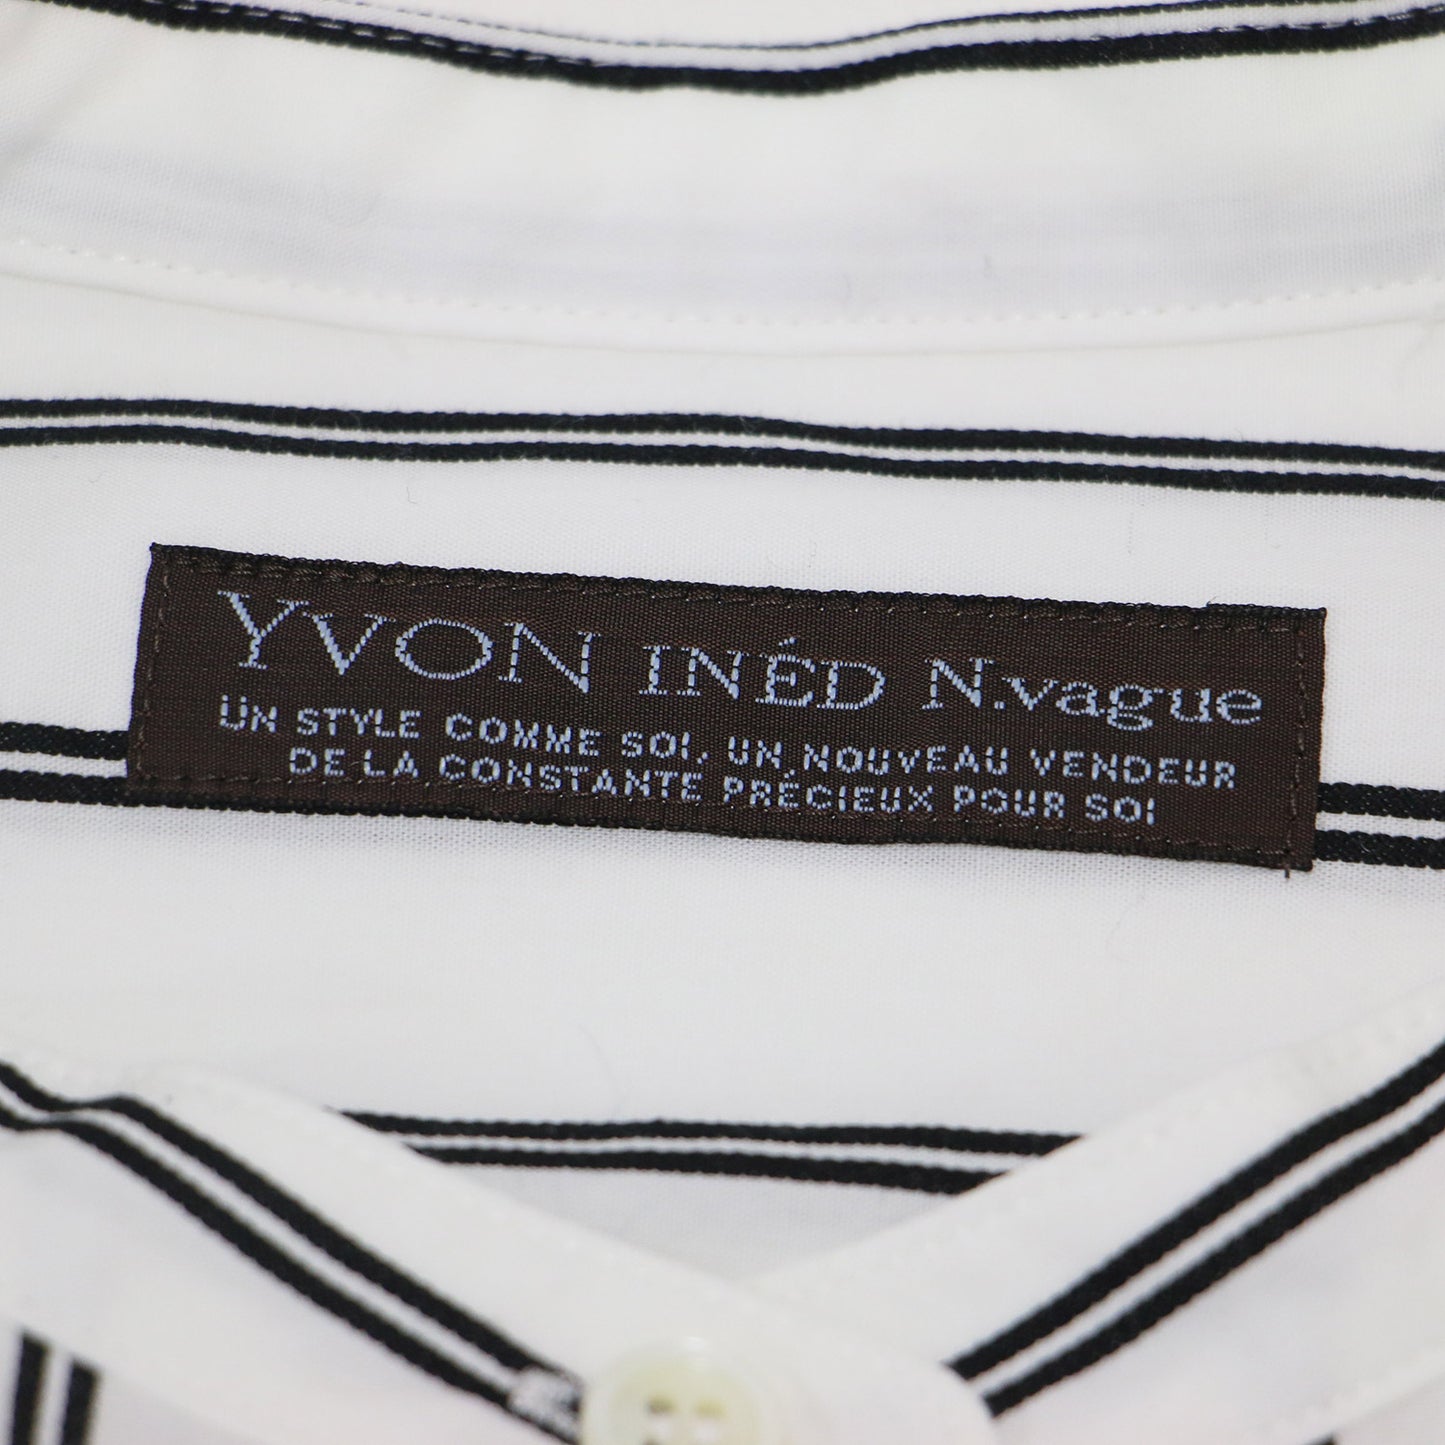 YVON INÉD N.vague
UN STYLE COMME SOI, UN NOUVEAU VENDEUR
DE LA CONSTANTE PRÉCIEUX POUR SOI